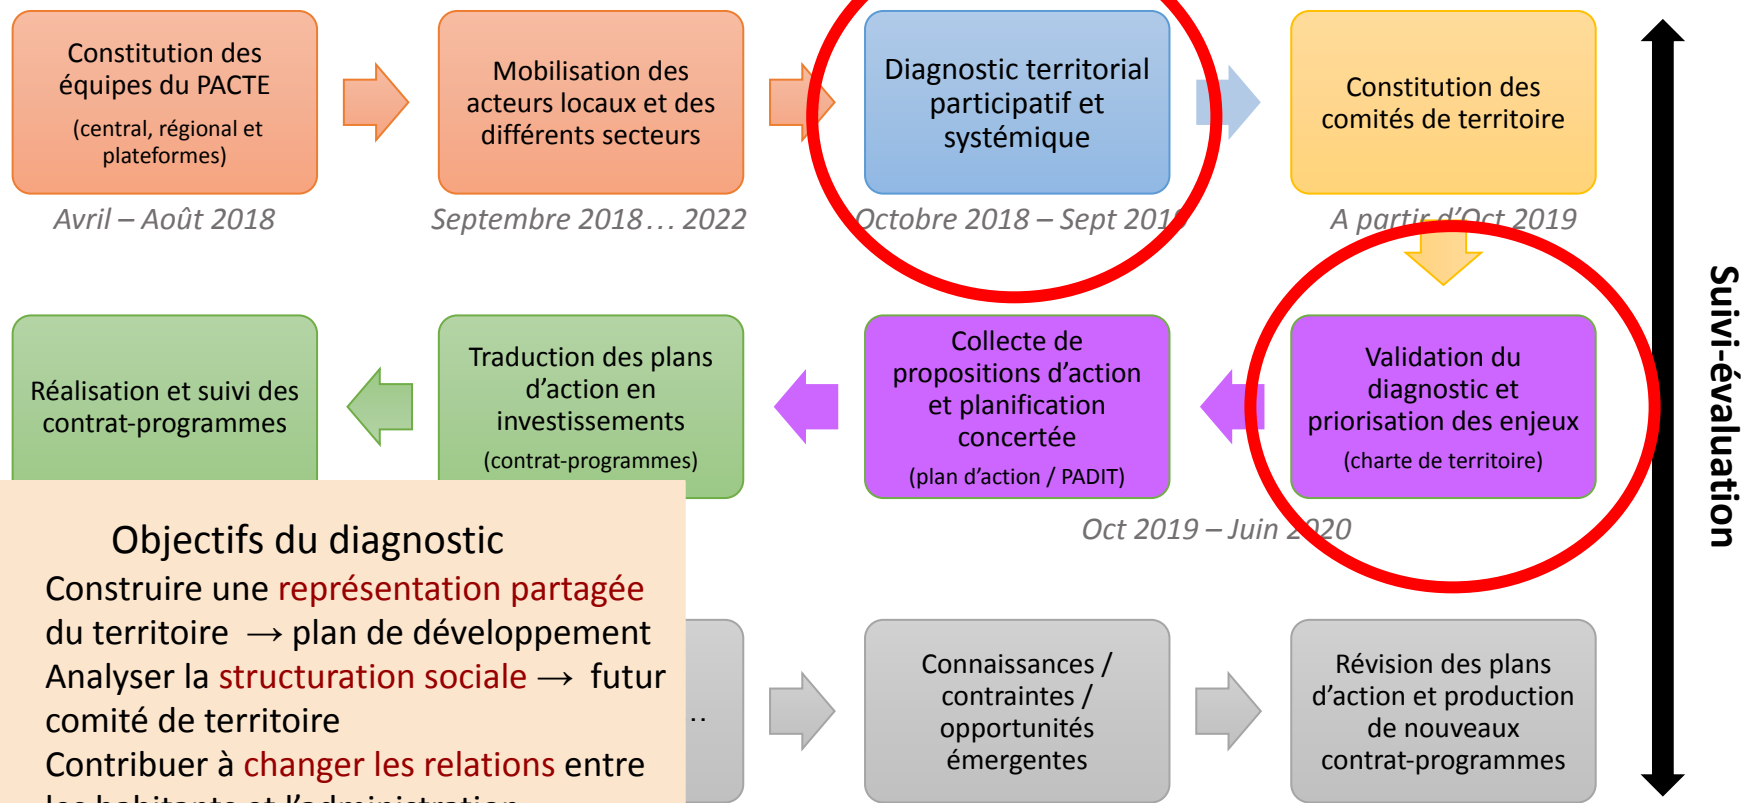 Constitution des
équipes du PACTE
(central, régional et
plateformes)
Avril – Août 2018
Mobilisation des
acteurs locaux et des
différents secteurs
Septembre 2018… 2022
Diagnostic territorial
participatif et
systémique
Octobre 2018 – Sept 2019
Constitution des
comités de territoire
A partir d’Oct 2019
Validation du
diagnostic et
priorisation des enjeux
(charte de territoire)
Collecte de
propositions d’action
et planification
concertée
(plan d’action / PADIT)
Oct 2019 – Juin 2020
Traduction des plans
d’action en
investissements
(contrat-programmes)
Réalisation et suivi des
contrat-programmes
Suivi-évaluation
Objectifs du diagnostic
Construire une représentation partagée
du territoire → plan de développement
Analyser la structuration sociale → futur
comité de territoire
Contribuer à changer les relations entre
les habitants et l’administration
..
Connaissances /
contraintes /
opportunités
émergentes
Révision des plans
d’action et production
de nouveaux
contrat-programmes